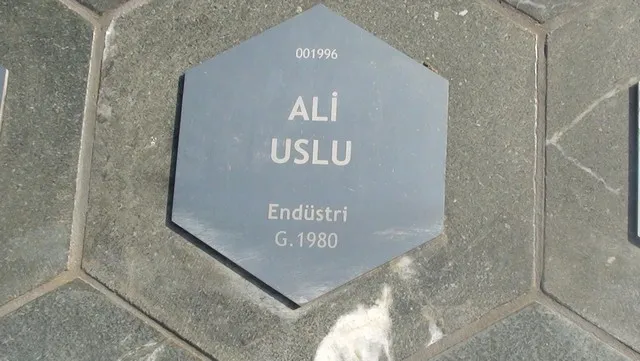 001996
ALİ
USLU
Endüstri
G.1980